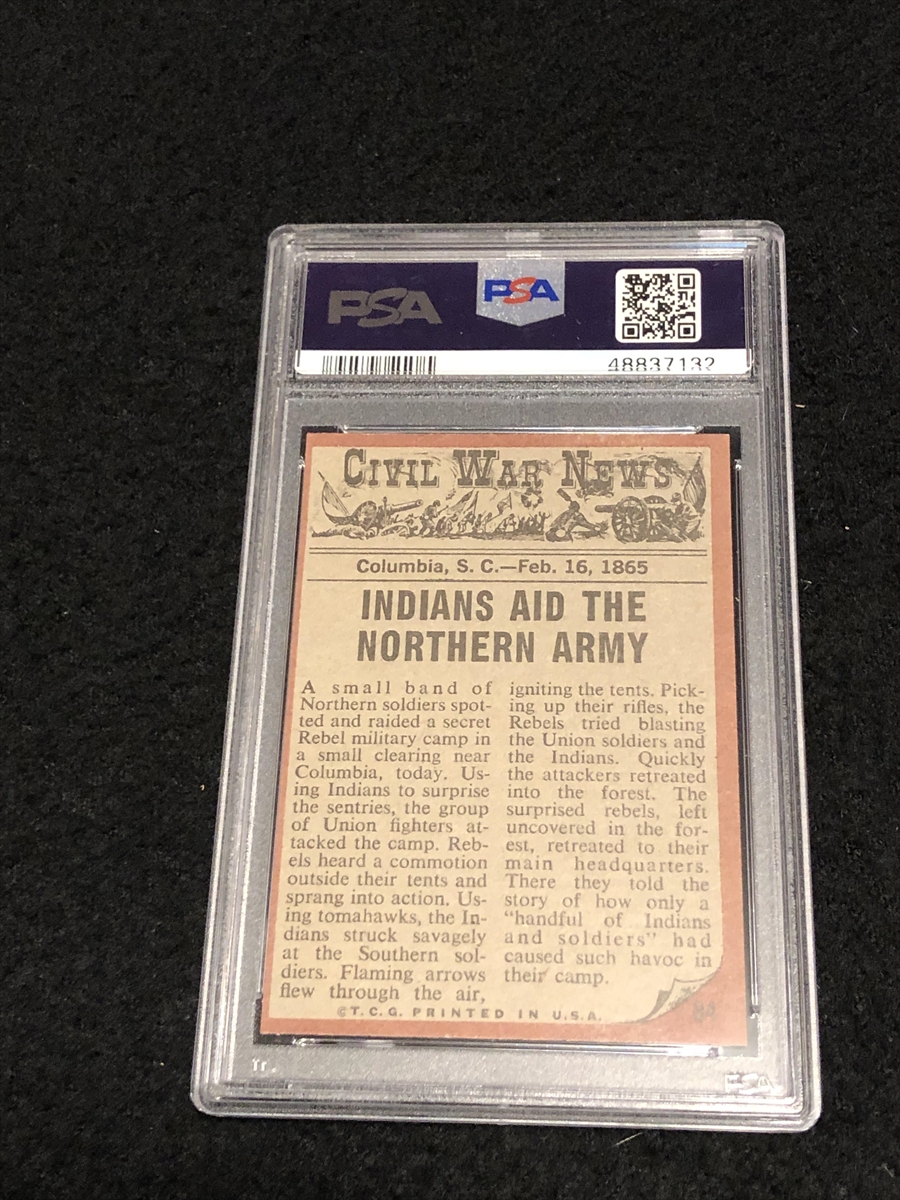 PSA
PSA
48837132
CIVIL WAR NEWS
Columbia, S. C.—Feb. 16, 1865
INDIANS AID THE
NORTHERN ARMY
A small band of
Northern soldiers spot-
ted and raided a secret
Rebel military camp in
a small clearing near
Columbia, today. Us-
ing Indians to surprise
the sentries, the group
of Union fighters at-
tacked the camp. Reb-
els heard a commotion
outside their tents and
sprang into action. Us-
ing tomahawks, the In-
dians struck savagely
at the Southern sol-
diers. Flaming arrows
flew through the air,
igniting the tents. Pick-
ing up their rifles, the
Rebels tried blasting
the Union soldiers and
the Indians. Quickly
the attackers retreated
into the forest. The
surprised rebels, left
uncovered in the for-
est, retreated to their
main headquarters.
There they told the
story of how only a
“handful of Indians
and soldiers” had
caused such havoc in
their camp.
©T.C.G. PRINTED IN U.S.A.
PSA